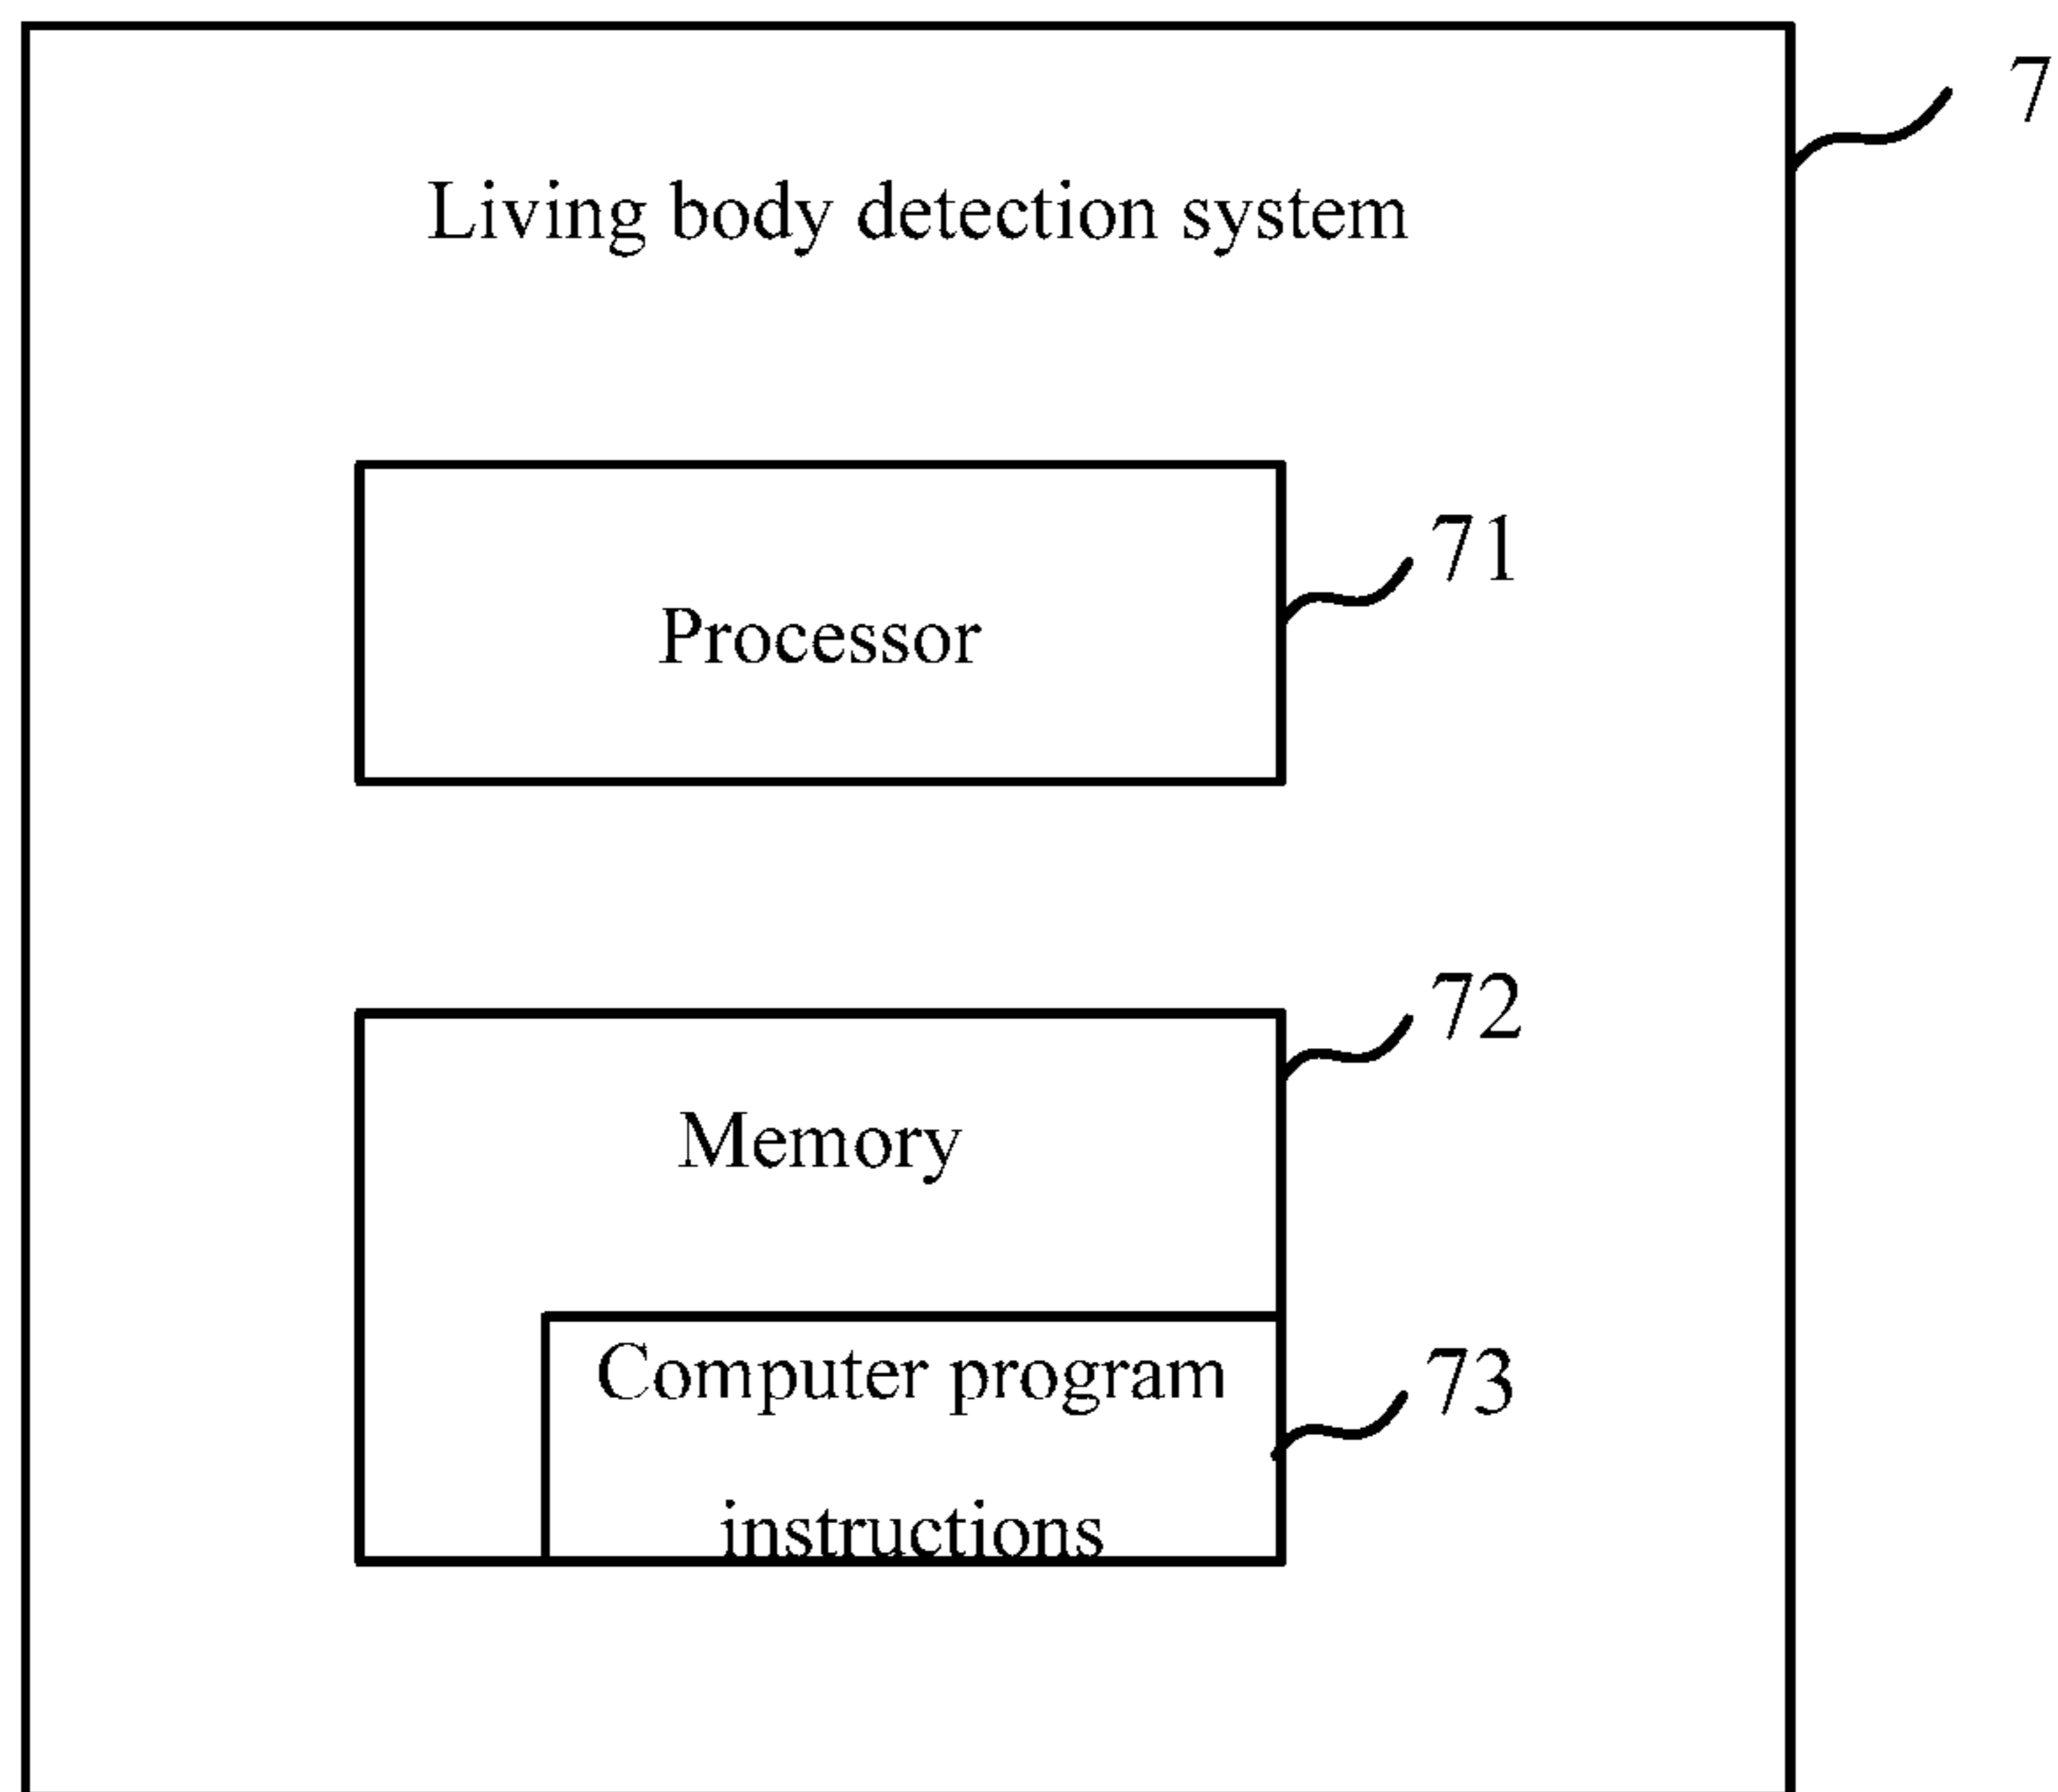 7
Living body detection system
71
Processor
72
Memory
73
Computer program
instructions